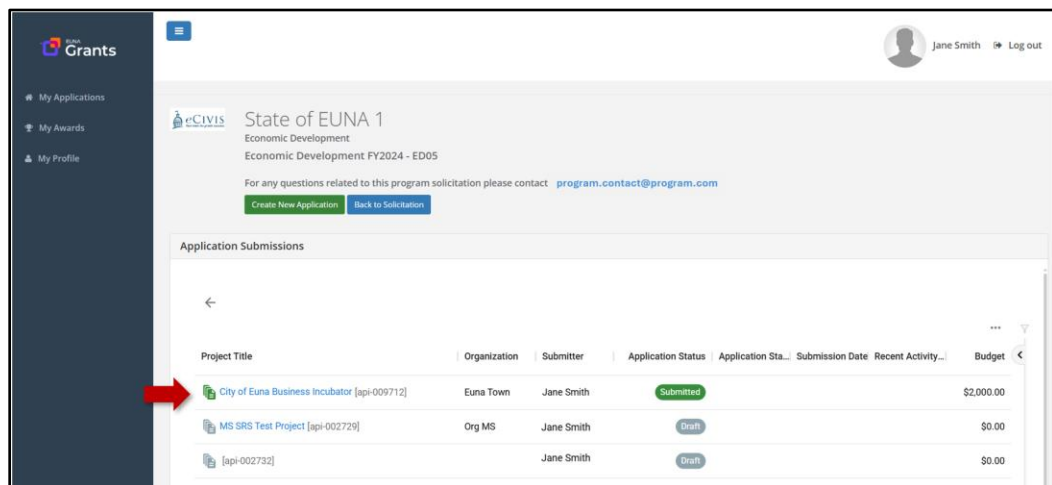 EUNA
Grants
Jane Smith Log out
My Applications
My Awards
My Profile
eCIVIS
State of EUNA 1
Economic Development
Economic Development FY2024 - ED05
For any questions related to this program solicitation please contact program.contact@program.com
Create New Application Back to Solicitation
Application Submissions
Project Title Organization Submitter Application Status Application Sta... Submission Date Recent Activity... Budget
City of Euna Business Incubator [api-009712] Euna Town Jane Smith Submitted $2,000.00
MS SRS Test Project [api-002729] Org MS Jane Smith Draft $0.00
[api-002732] Jane Smith Draft $0.00